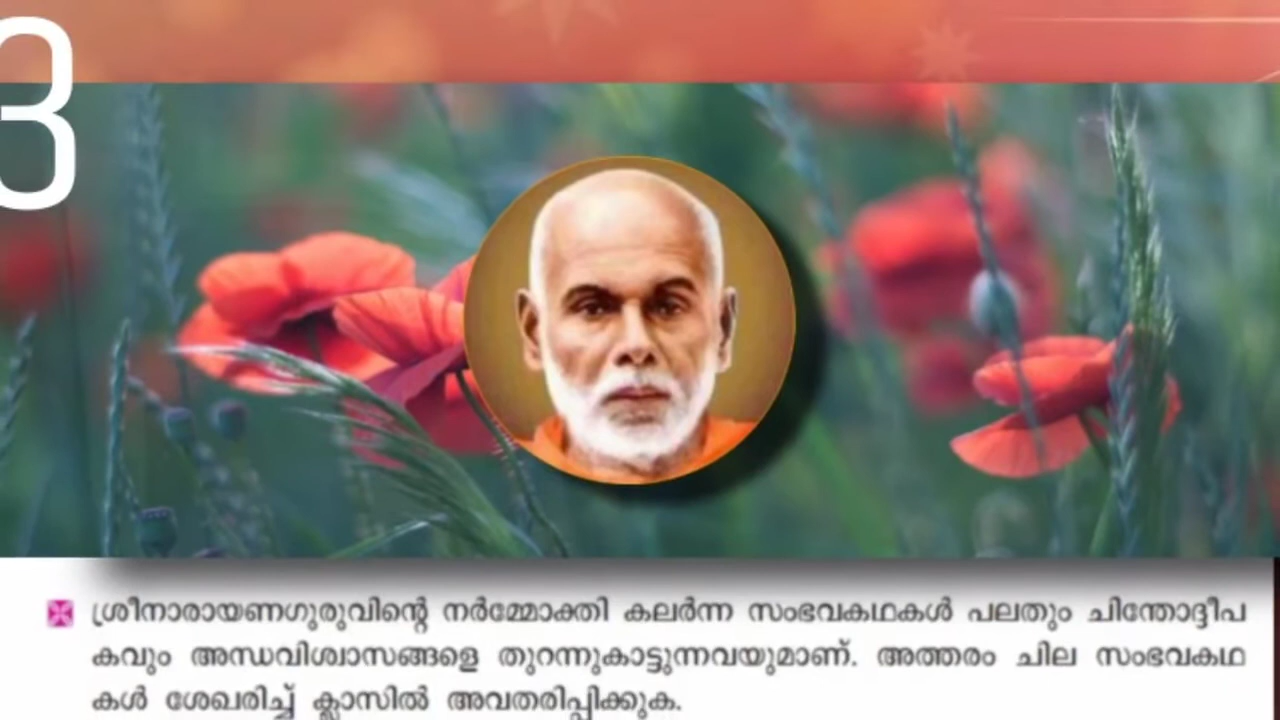 3
ശ്രീനാരായണഗുരുവിന്റെ നർമ്മോക്തി കലർന്ന സംഭവകഥകൾ പലതും ചിന്തോദ്ദീപ
കവും അന്ധവിശ്വാസങ്ങളെ തുറന്നുകാട്ടുന്നവയുമാണ്. അത്തരം ചില സംഭവകഥ
കൾ ശേഖരിച്ച് ക്ലാസിൽ അവതരിപ്പിക്കുക.